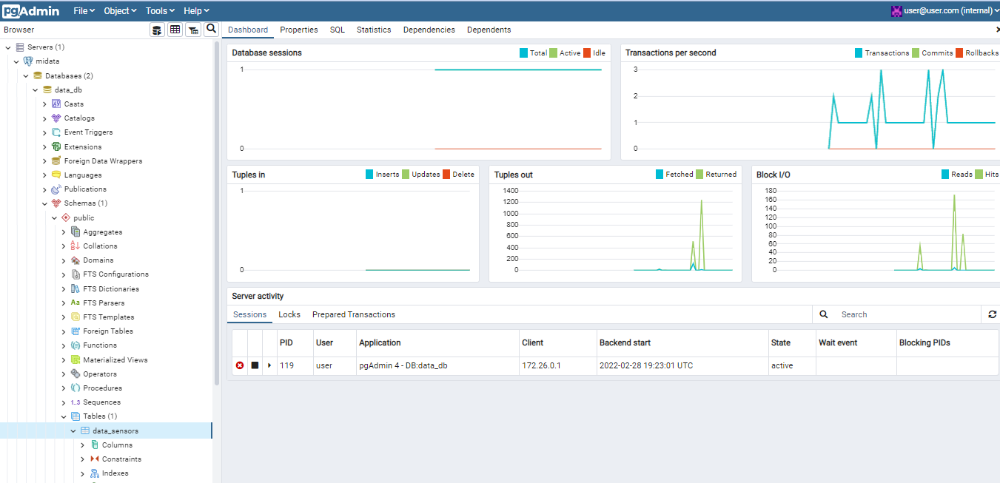 pgAdmin File Object Tools Help user@user.com (internal)
Browser
Dashboard Properties SQL Statistics Dependencies Dependents
Servers (1)
midata
Databases (2)
data_db
Casts
Catalogs
Event Triggers
Extensions
Foreign Data Wrappers
Languages
Publications
Schemas (1)
public
Aggregates
Collations
Domains
FTS Configurations
FTS Dictionaries
Aa FTS Parsers
FTS Templates
Foreign Tables
Functions
Materialized Views
Operators
Procedures
1..3 Sequences
Tables (1)
data_sensors
Columns
Constraints
Indexes
Database sessions Total Active Idle
1
0
Transactions per second Transactions Commits Rollbacks
3
2
1
0
Tuples in Inserts Updates Delete
1
0
Tuples out Fetched Returned
1400
1200
1000
800
600
400
200
0
Block I/O Reads Hits
180
160
140
120
100
80
60
40
20
0
Server activity
Sessions Locks Prepared Transactions Search
PID User Application Client Backend start State Wait event Blocking PIDs
119 user pgAdmin 4 - DB:data_db 172.26.0.1 2022-02-28 19:23:01 UTC active